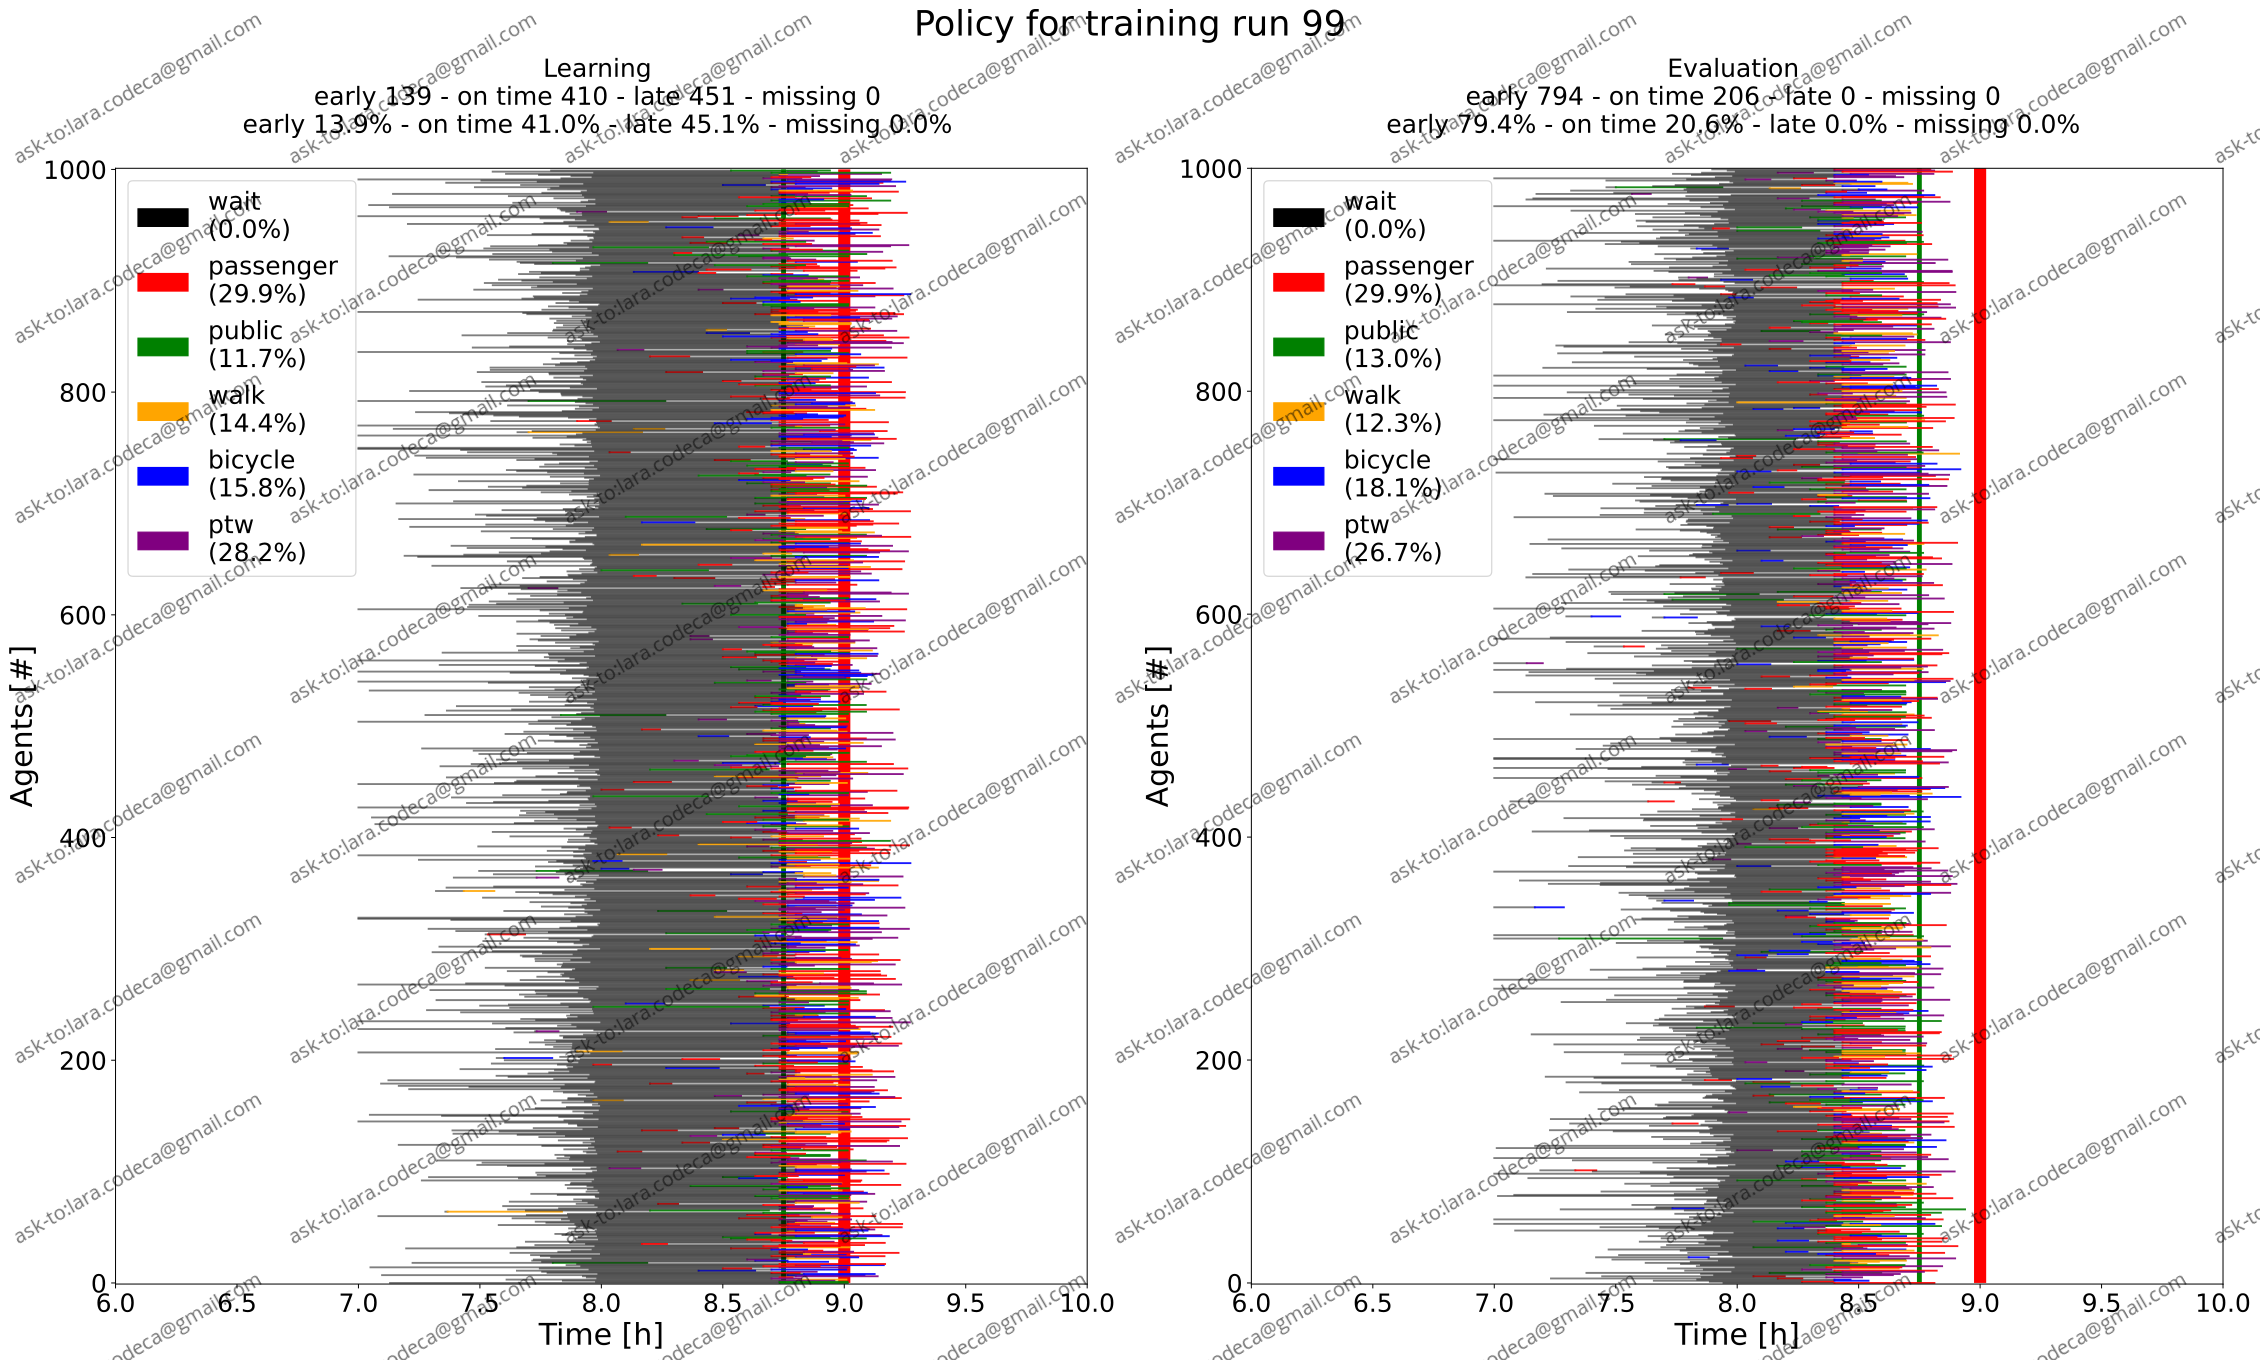 Policy for training run 99
Learning
early 139 - on time 410 - late 451 - missing 0
early 13.9% - on time 41.0% - late 45.1% - missing 0.0%
Evaluation
early 794 - on time 206 - late 0 - missing 0
early 79.4% - on time 20.6% - late 0.0% - missing 0.0%
wait
(0.0%)
passenger
(29.9%)
public
(11.7%)
walk
(14.4%)
bicycle
(15.8%)
ptw
(28.2%)
1000
800
600
400
200
0
Agents [#]
6.0 6.5 7.0 7.5 8.0 8.5 9.0 9.5 10.0
Time [h]
wait
(0.0%)
passenger
(29.9%)
public
(13.0%)
walk
(12.3%)
bicycle
(18.1%)
ptw
(26.7%)
1000
800
600
400
200
0
Agents [#]
6.0 6.5 7.0 7.5 8.0 8.5 9.0 9.5 10.0
Time [h]
ask-to:lara.codeca@gmail.com